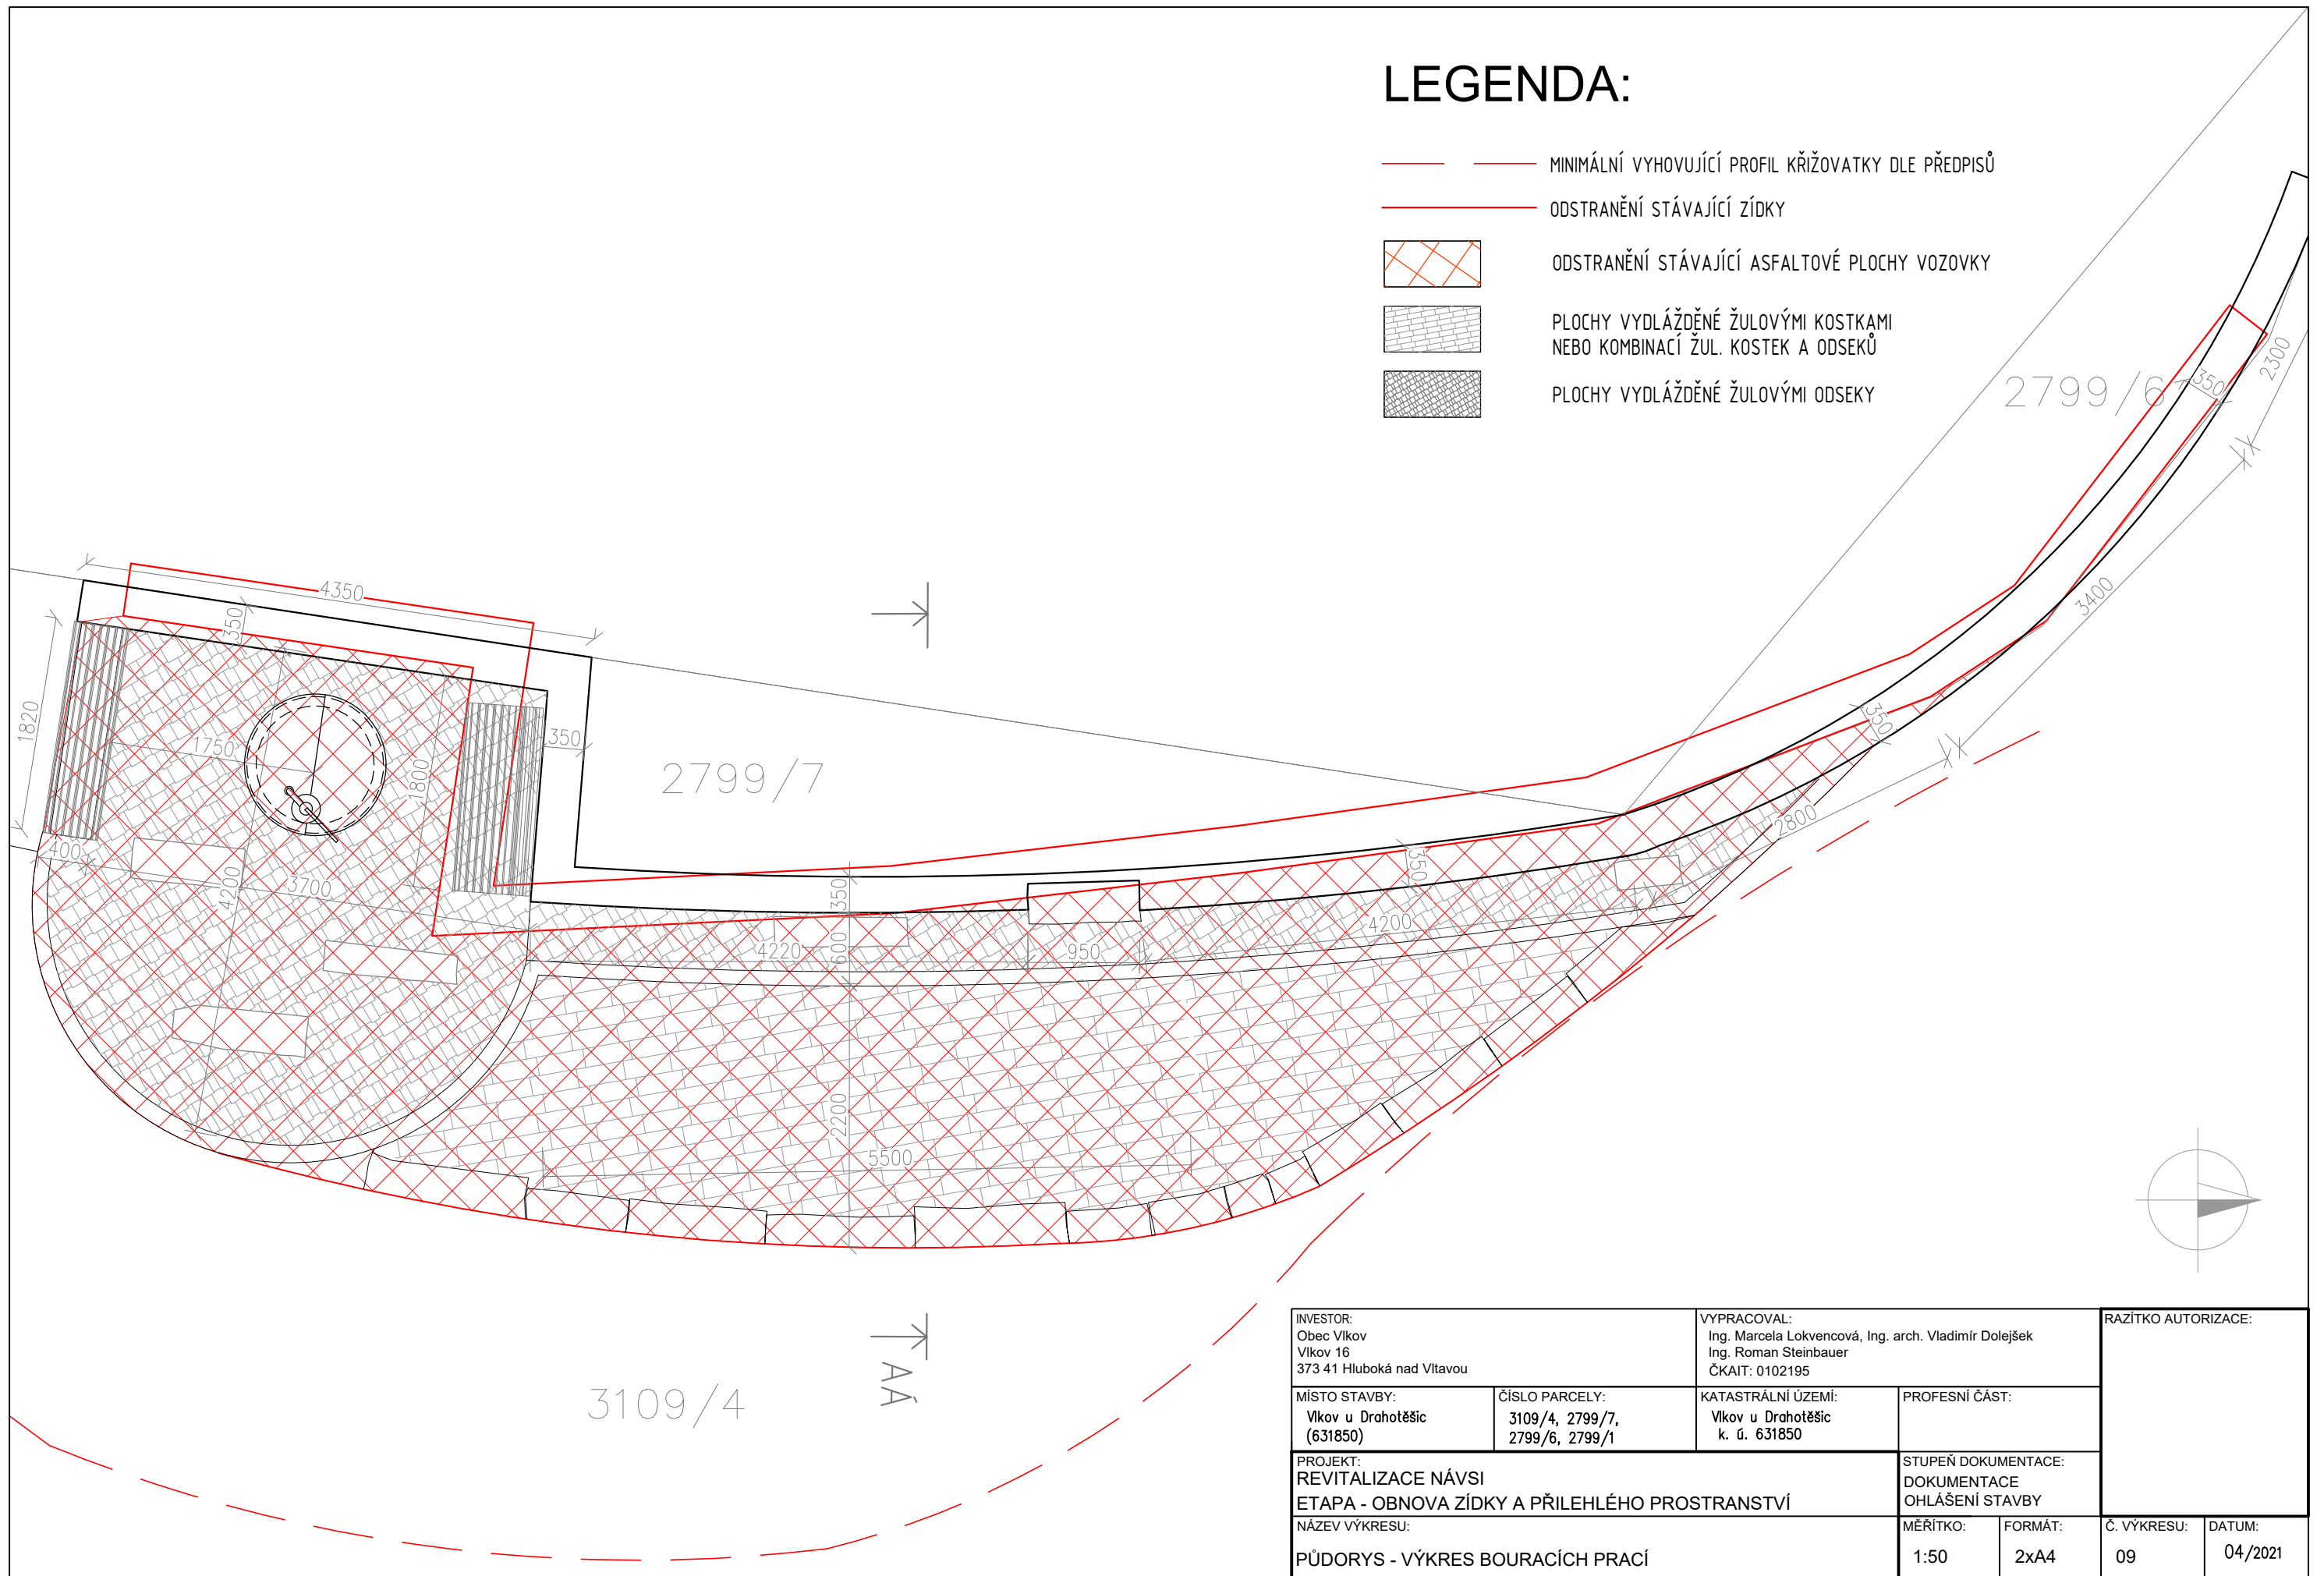 LEGENDA:
MINIMÁLNÍ VYHOVUJÍCÍ PROFIL KŘIŽOVATKY DLE PŘEDPISŮ
ODSTRANĚNÍ STÁVAJÍCÍ ZÍDKY
ODSTRANĚNÍ STÁVAJÍCÍ ASFALTOVÉ PLOCHY VOZOVKY
PLOCHY VYDLÁŽDĚNÉ ŽULOVÝMI KOSTKAMI
NEBO KOMBINACÍ ŽUL. KOSTEK A ODSEKŮ
PLOCHY VYDLÁŽDĚNÉ ŽULOVÝMI ODSEKY
2799/6
350
2300
3400
4350
350
1820
1750
1800
350
2799/7
350
2800
400
3700
4200
350
600
4220
950
350
4200
2200
5500
AÁ
3109/4
INVESTOR:
Obec Vlkov
Vlkov 16
373 41 Hluboká nad Vltavou
VYPRACOVAL:
Ing. Marcela Lokvencová, Ing. arch. Vladimír Dolejšek
Ing. Roman Steinbauer
ČKAIT: 0102195
RAZÍTKO AUTORIZACE:
MÍSTO STAVBY:
Vlkov u Drahotěšic
(631850)
ČÍSLO PARCELY:
3109/4, 2799/7,
2799/6, 2799/1
KATASTRÁLNÍ ÚZEMÍ:
Vlkov u Drahotěšic
k. ú. 631850
PROFESNÍ ČÁST:
PROJEKT:
REVITALIZACE NÁVSI
ETAPA - OBNOVA ZÍDKY A PŘILEHLÉHO PROSTRANSTVÍ
STUPEŇ DOKUMENTACE:
DOKUMENTACE
OHLÁŠENÍ STAVBY
NÁZEV VÝKRESU:
PŮDORYS - VÝKRES BOURACÍCH PRACÍ
MĚŘÍTKO:
1:50
FORMÁT:
2xA4
Č. VÝKRESU:
09
DATUM:
04/2021